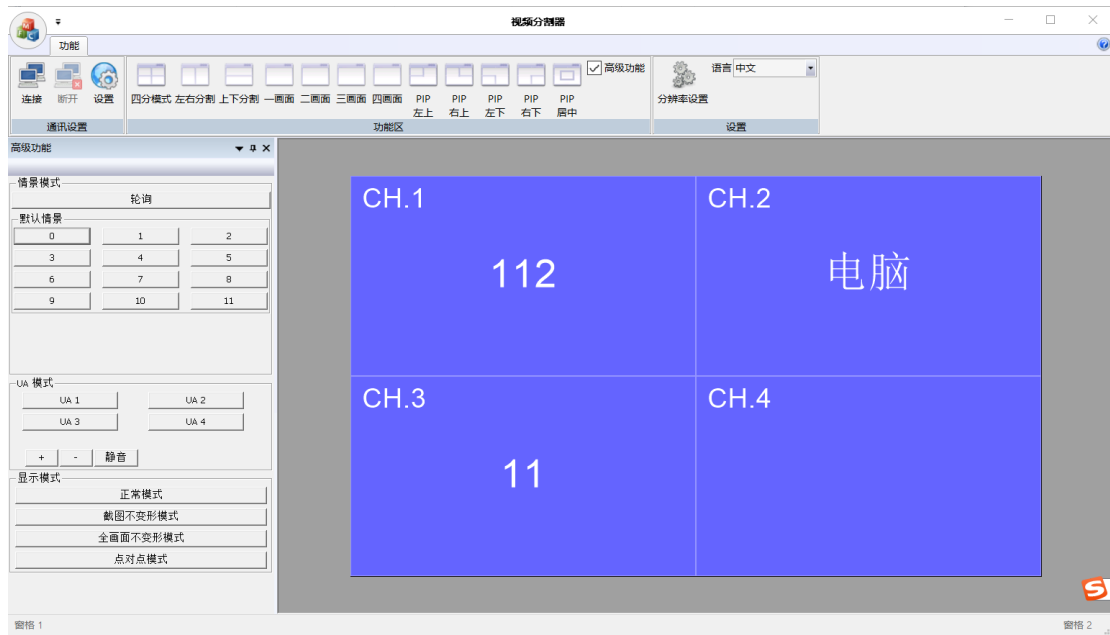 视频分割器
功能
连接 断开 设置 四分模式 左右分割 上下分割 一画面 二画面 三画面 四画面 PIP 左上 PIP 右上 PIP 左下 PIP 右下 PIP 居中 高级功能 分辨率设置 语言 中文
通讯设置 功能区 设置
高级功能
情景模式
轮询
默认情景
0 1 2
3 4 5
6 7 8
9 10 11
UA 模式
UA 1 UA 2
UA 3 UA 4
+ - 静音
显示模式
正常模式
截图不变形模式
全画面不变形模式
点对点模式
CH.1
112
CH.2
电脑
CH.3
11
CH.4
窗格 1 窗格 2